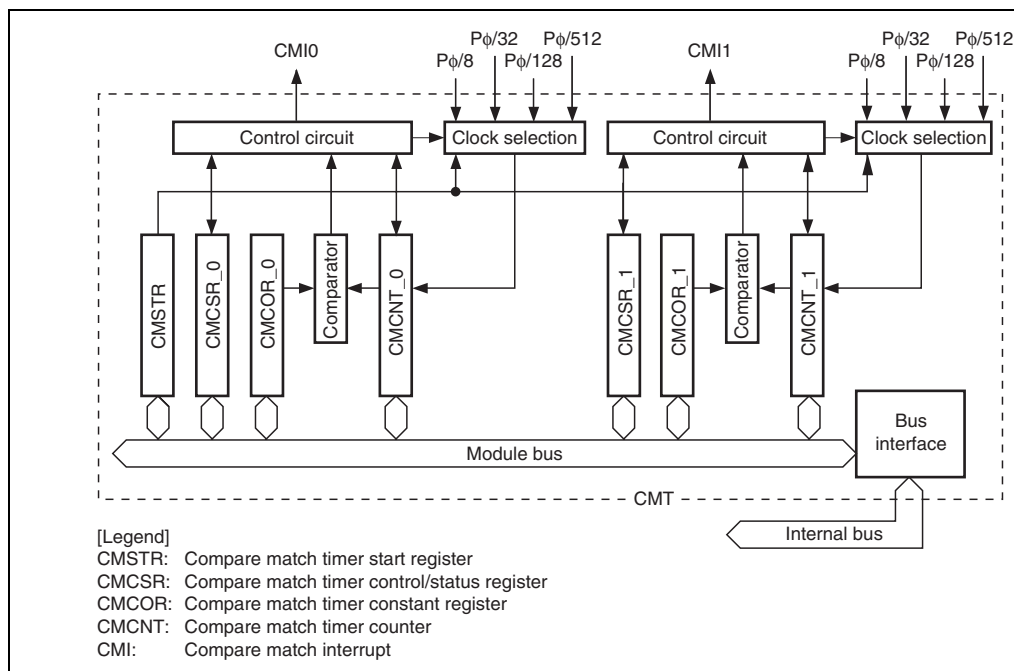 CMI0
Pφ/8
Pφ/32
Pφ/128
Pφ/512
CMI1
Pφ/8
Pφ/32
Pφ/128
Pφ/512
Control circuit
Clock selection
Control circuit
Clock selection
CMSTR
CMCSR_0
CMCOR_0
Comparator
CMCNT_0
CMCSR_1
CMCOR_1
Comparator
CMCNT_1
Module bus
Bus
interface
CMT
Internal bus
[Legend]
CMSTR: Compare match timer start register
CMCSR: Compare match timer control/status register
CMCOR: Compare match timer constant register
CMCNT: Compare match timer counter
CMI: Compare match interrupt